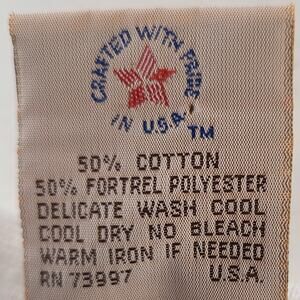 CRAFTED WITH PRIDE
IN U.S.A. TM
50% COTTON
50% FORTREL POLYESTER
DELICATE WASH COOL
COOL DRY NO BLEACH
WARM IRON IF NEEDED
RN 73997 U.S.A.